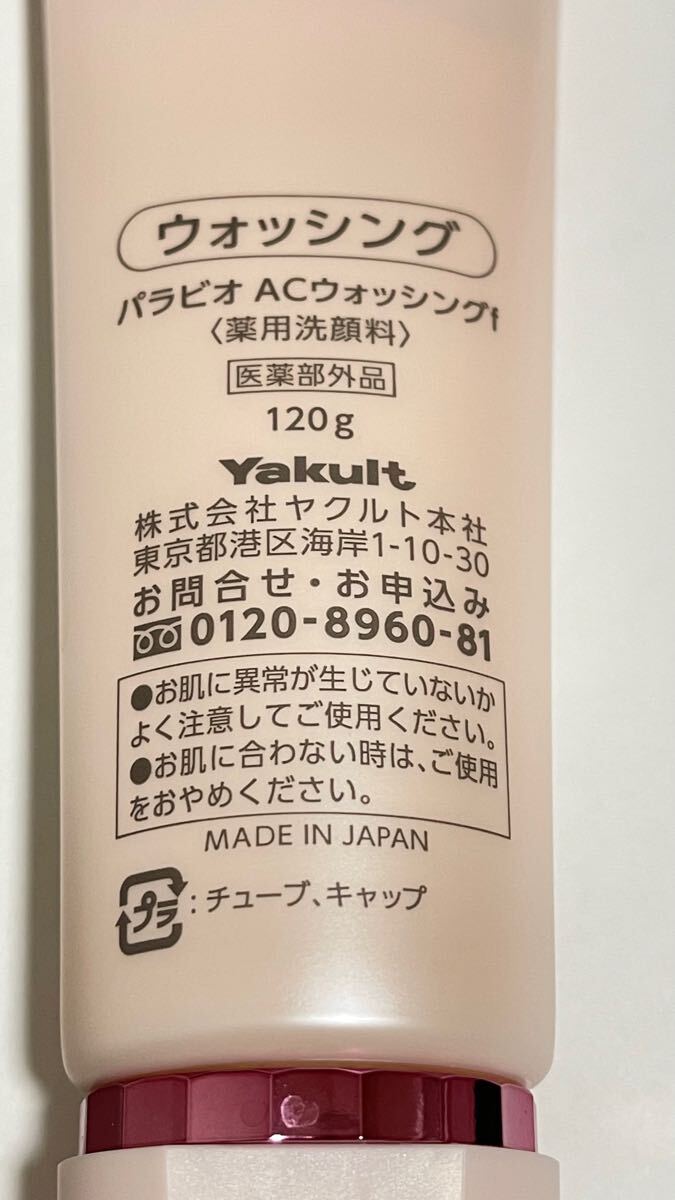 ウォッシング
パラビオ ACウォッシングf
〈薬用洗顔料〉
医薬部外品
120g
Yakult
株式会社ヤクルト本社
東京都港区海岸1-10-30
お問合せ・お申込み
0120-8960-81
●お肌に異常が生じていないか
よく注意してご使用ください。
●お肌に合わない時は、ご使用
をおやめください。
MADE IN JAPAN
プラ:チューブ、キャップ